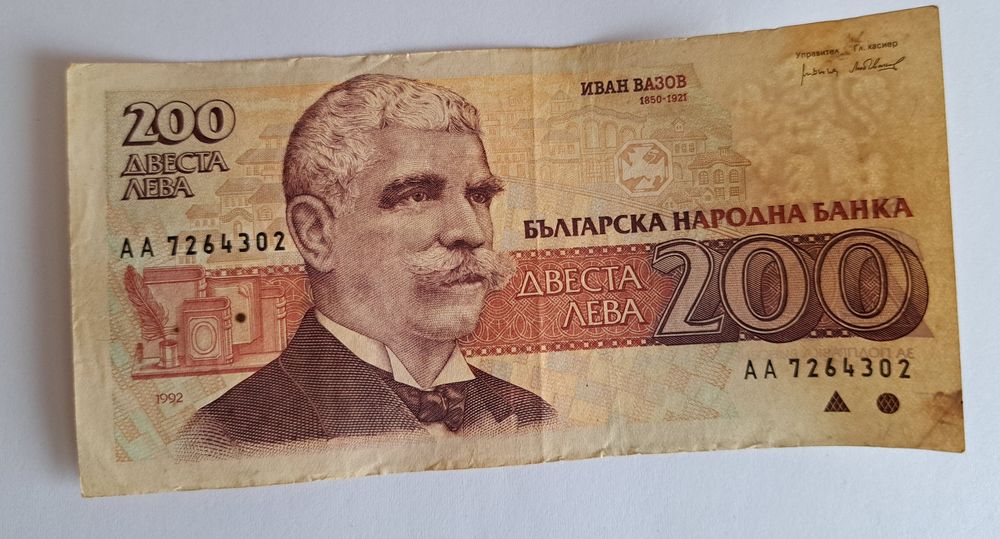 200
ДВЕСТА
ЛЕВА
ИВАН ВАЗОВ
1850-1921
Управител Гл. касиер
БЪЛГАРСКА НАРОДНА БАНКА
АА 7264302
ДВЕСТА
ЛЕВА
200
АА 7264302
1992